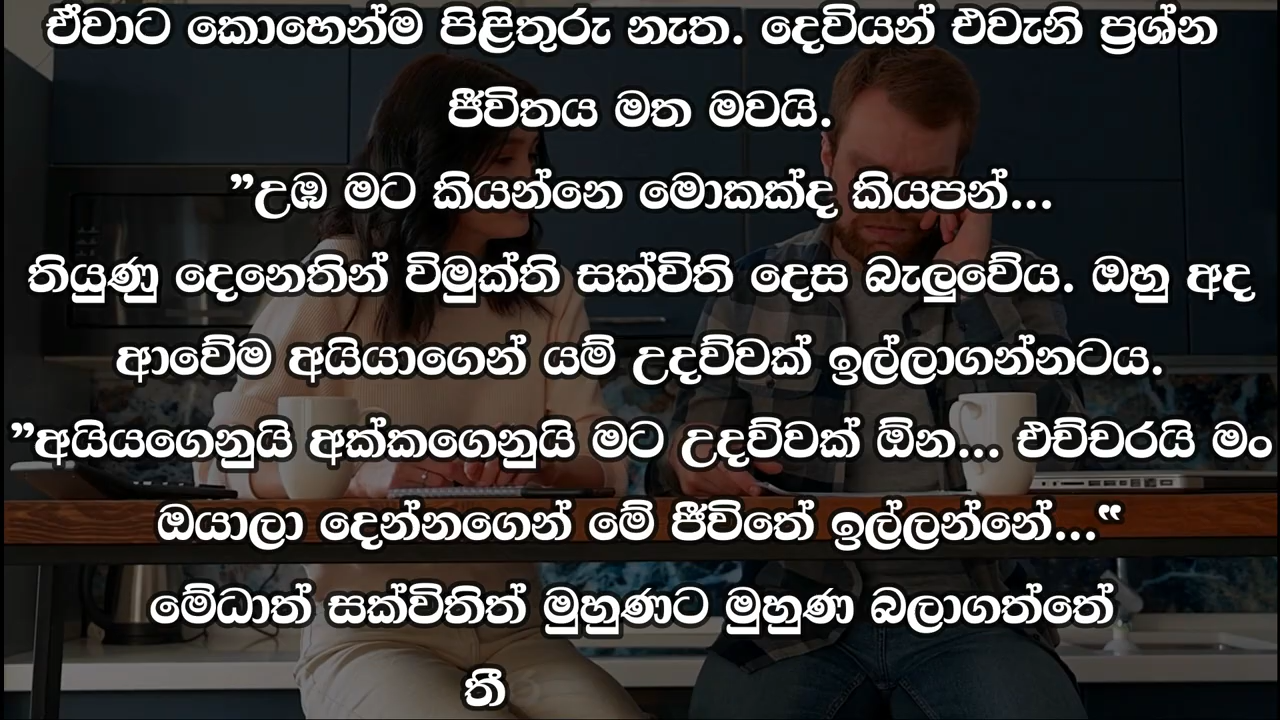 ඒවාට කොහෙන්ම පිළිතුරු නැත. දෙවියන් එවැනි ප්‍රශ්න
ජීවිතය මත මවයි.
”උඹ මට කියන්නෙ මොකක්ද කියපන්...
තියුණු දෙනෙතින් විමුක්ති සක්විති දෙස බැලුවේය. ඔහු අද
ආවේම අයියාගෙන් යම් උදව්වක් ඉල්ලාගන්නටය.
”අයියගෙනුයි අක්කගෙනුයි මට උදව්වක් ඕන... එච්චරයි මං
ඔයාලා දෙන්නගෙන් මේ ජීවිතේ ඉල්ලන්නේ...“
මේධාත් සක්විතිත් මුහුණට මුහුණ බලාගත්තේ
තී